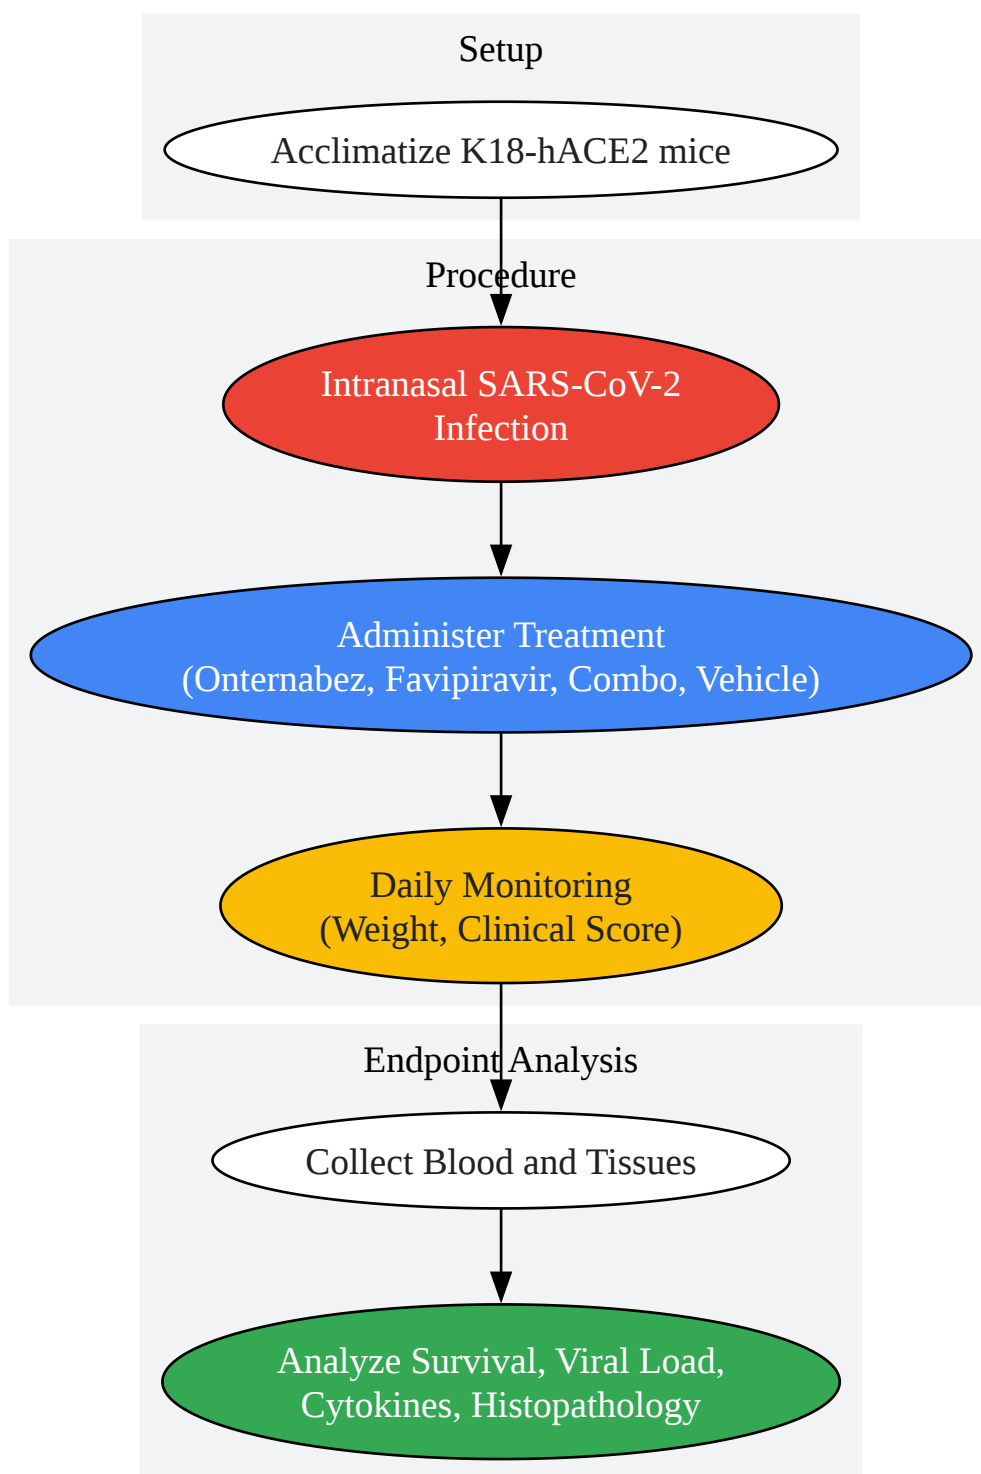 Setup
Acclimatize K18-hACE2 mice
Procedure
Intranasal SARS-CoV-2
Infection
Administer Treatment
(Onternabez, Favipiravir, Combo, Vehicle)
Daily Monitoring
(Weight, Clinical Score)
Endpoint Analysis
Collect Blood and Tissues
Analyze Survival, Viral Load,
Cytokines, Histopathology